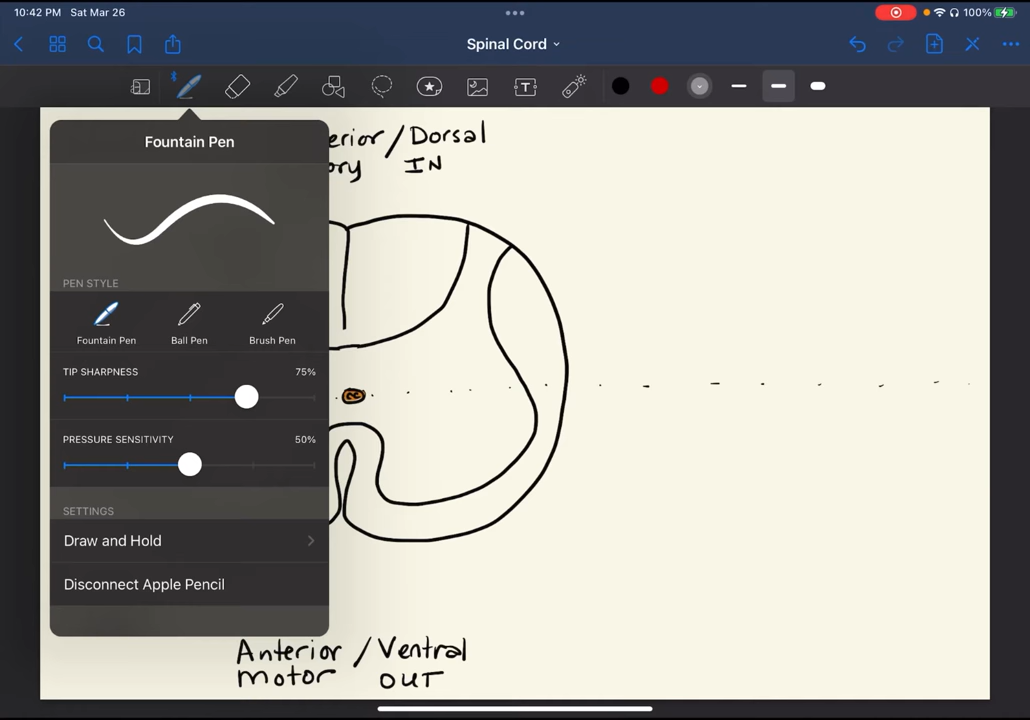 10:42 PM Sat Mar 26
100%
Spinal Cord
T
Fountain Pen
PEN STYLE
Fountain Pen Ball Pen Brush Pen
TIP SHARPNESS 75%
PRESSURE SENSITIVITY 50%
SETTINGS
Draw and Hold
Disconnect Apple Pencil
erior/Dorsal
ory IN
CC
Anterior / Ventral
motor OUT